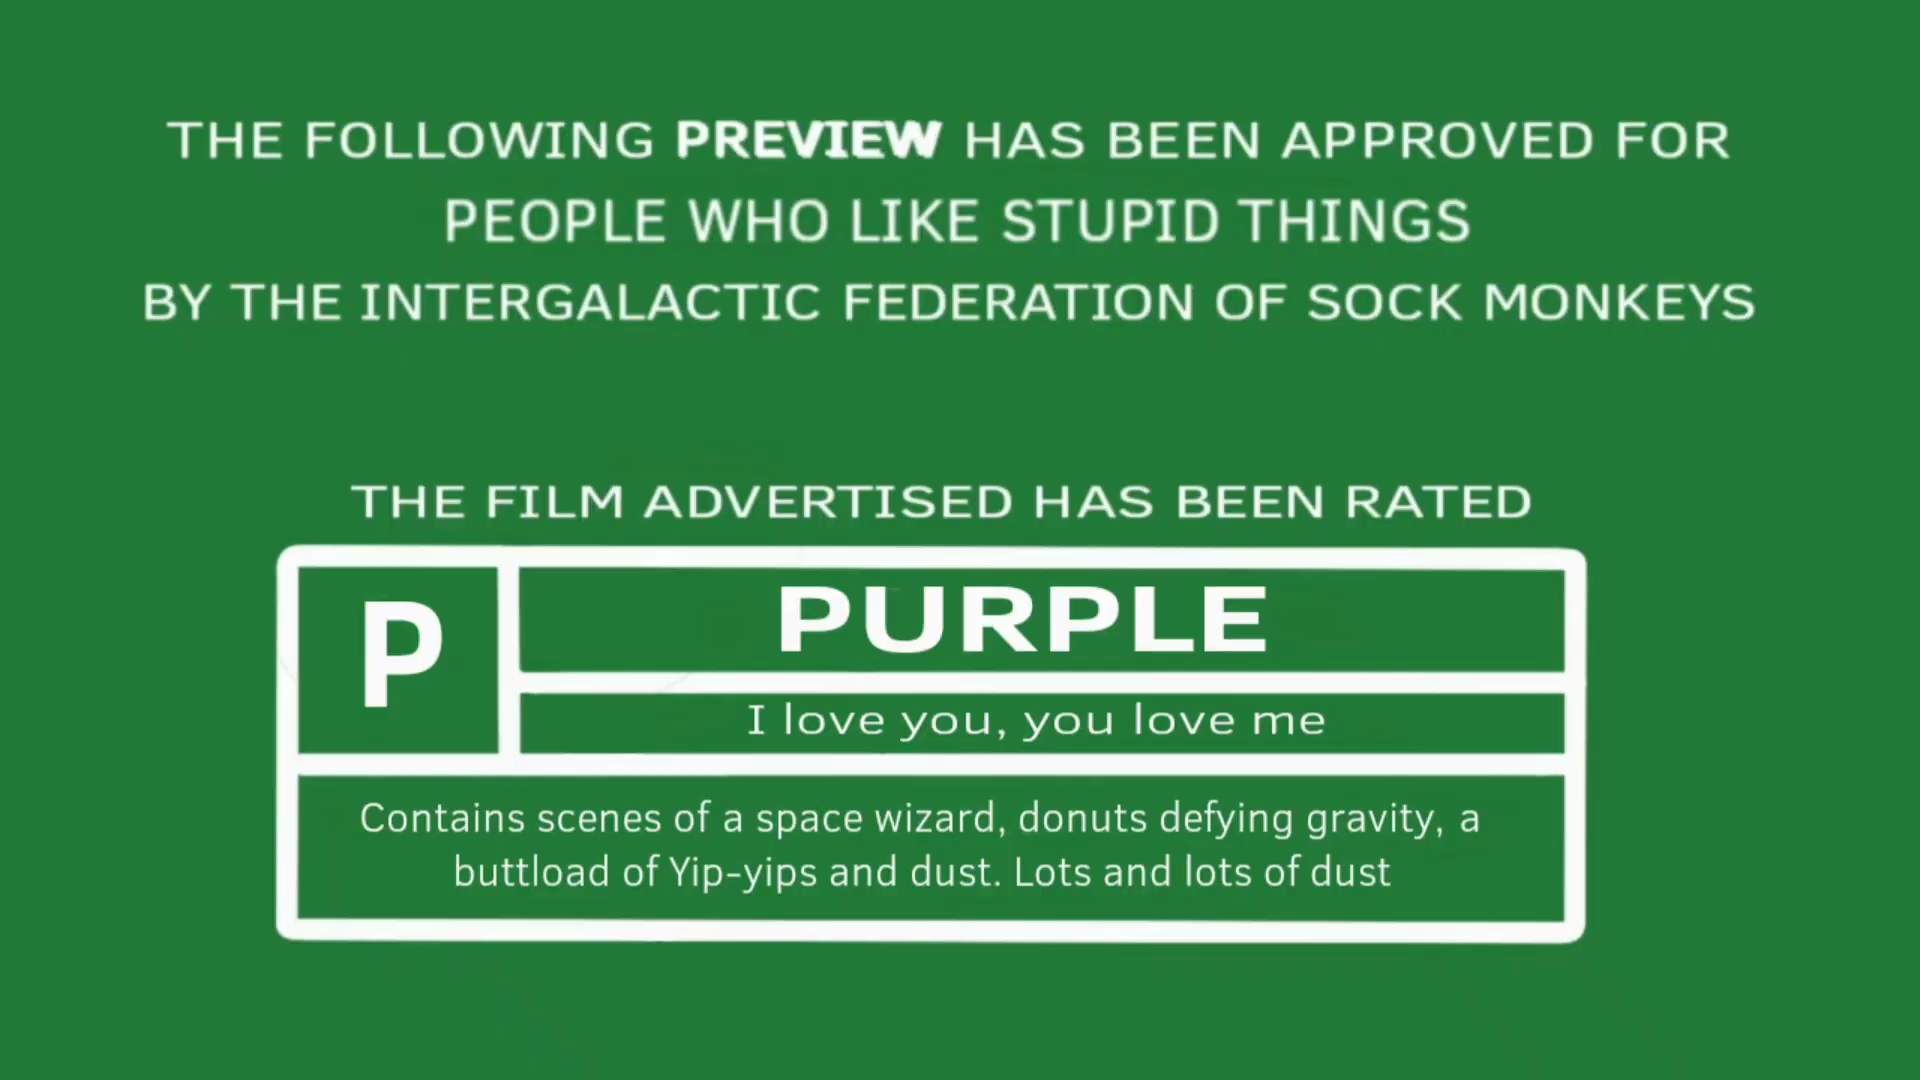 THE FOLLOWING PREVIEW HAS BEEN APPROVED FOR
PEOPLE WHO LIKE STUPID THINGS
BY THE INTERGALACTIC FEDERATION OF SOCK MONKEYS
THE FILM ADVERTISED HAS BEEN RATED
P
PURPLE
I love you, you love me
Contains scenes of a space wizard, donuts defying gravity, a
buttload of Yip-yips and dust. Lots and lots of dust